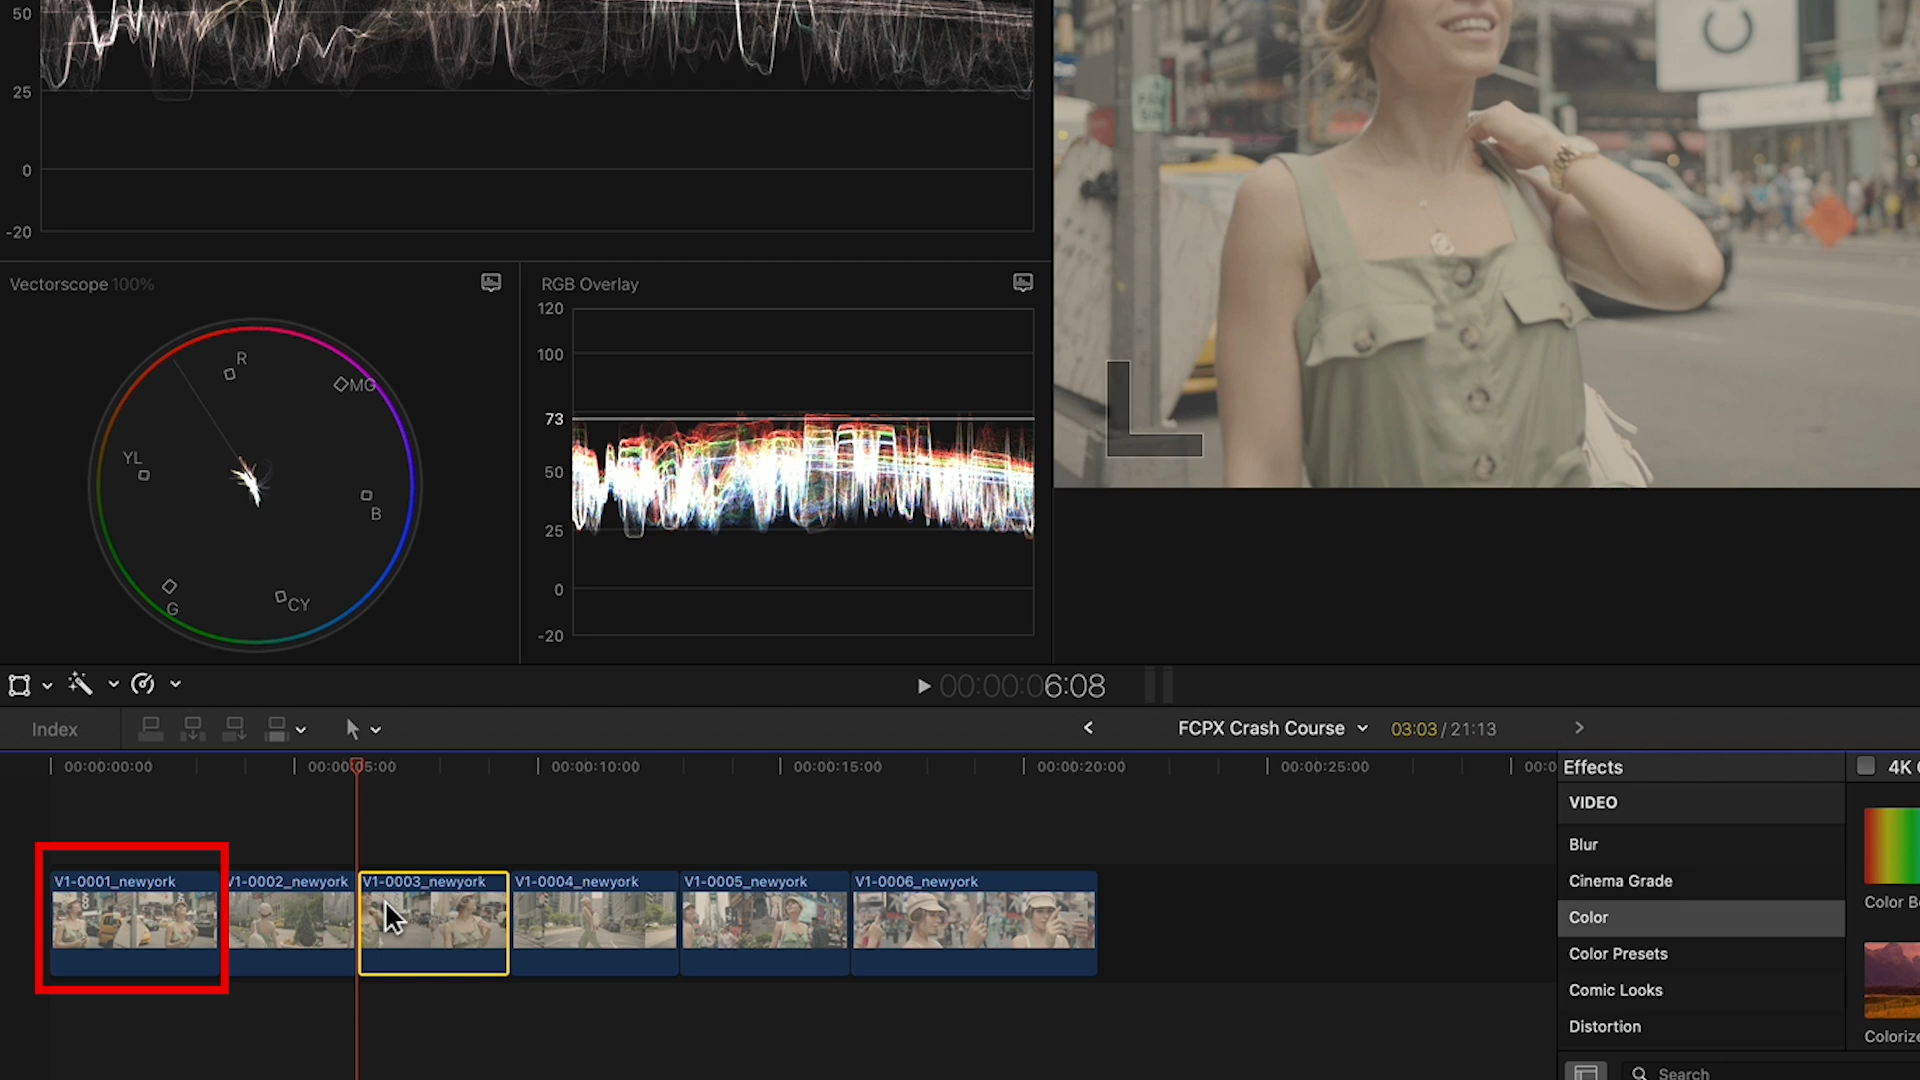 50
25
0
-20
Vectorscope 100%
R
MG
YL
B
G
CY
RGB Overlay
120
100
73
50
25
0
-20
00:00:06:08
Index
FCPX Crash Course
03:03 / 21:13
00:00:00:00
00:00:05:00
00:00:10:00
00:00:15:00
00:00:20:00
00:00:25:00
00:0
V1-0001_newyork
V1-0002_newyork
V1-0003_newyork
V1-0004_newyork
V1-0005_newyork
V1-0006_newyork
Effects
VIDEO
Blur
Cinema Grade
Color
Color Presets
Comic Looks
Distortion
Search
4K
Color B
Colorize